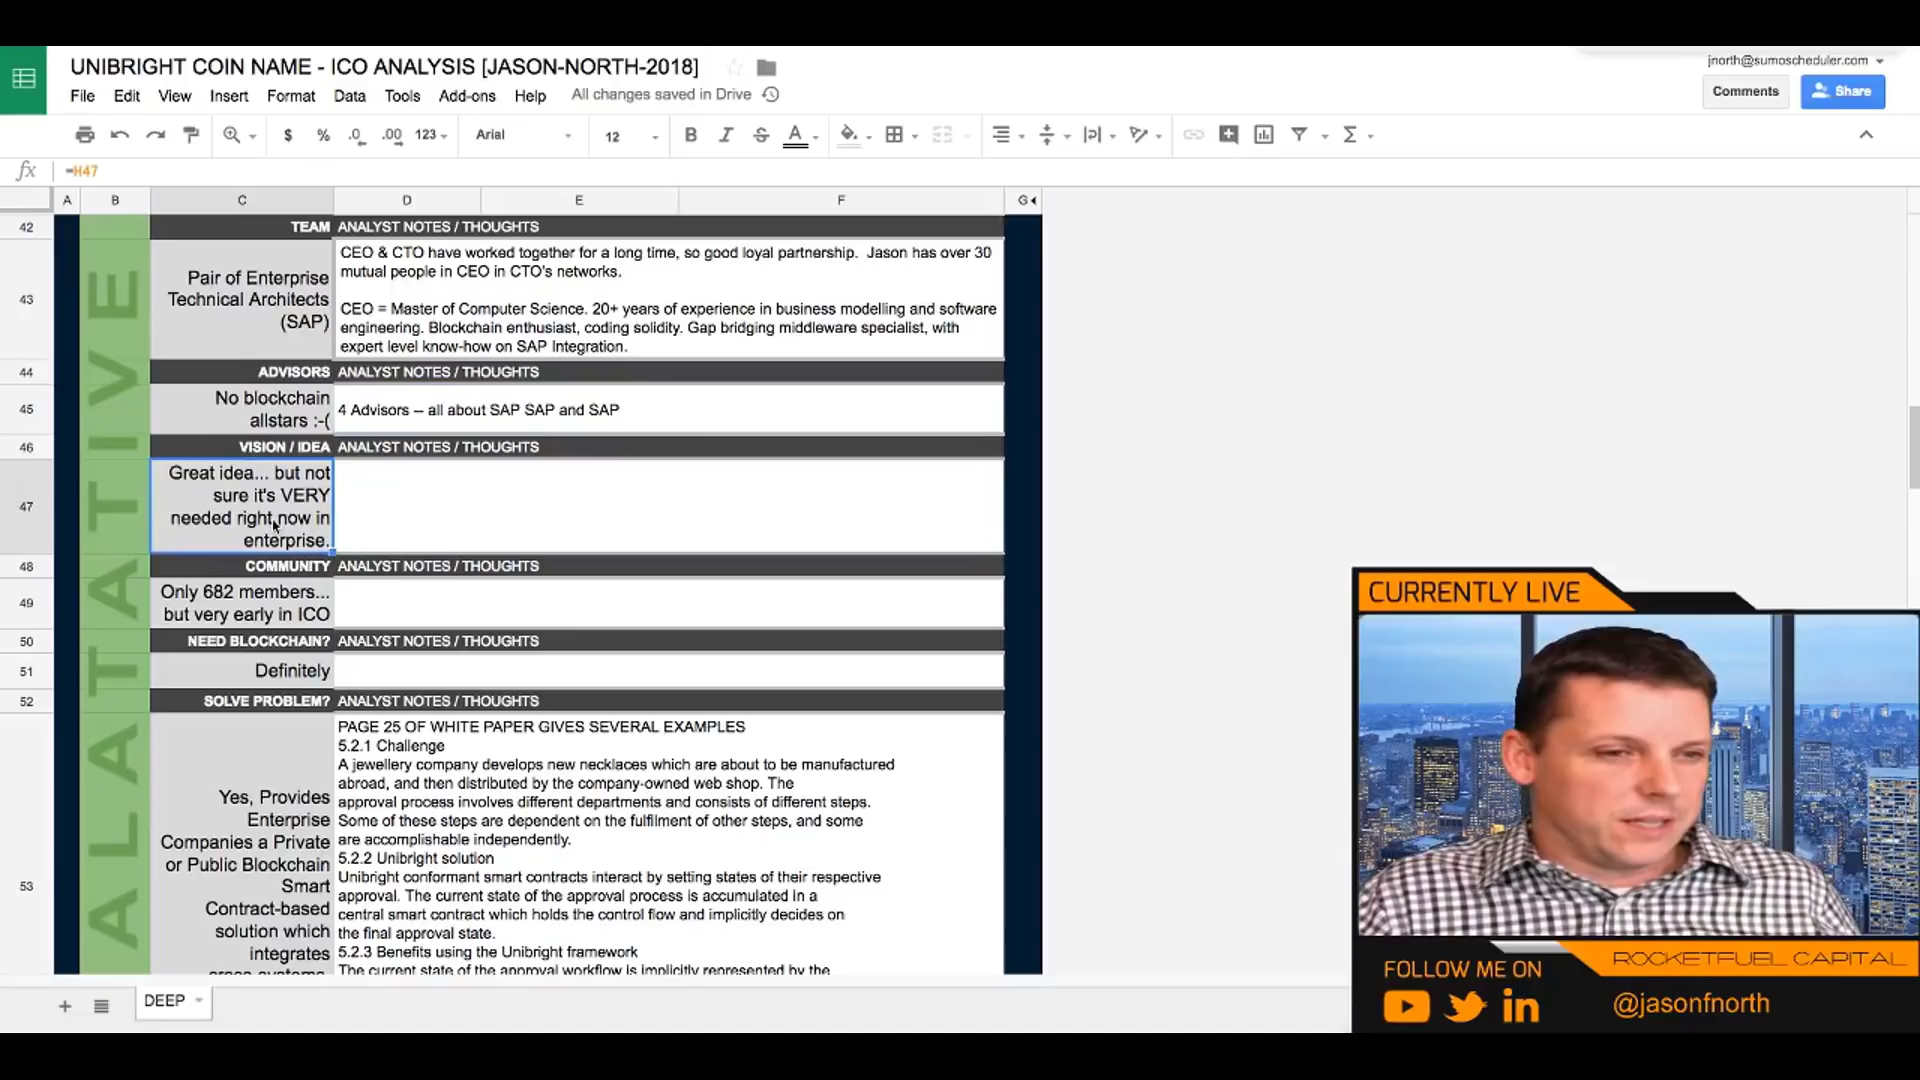 UNIBRIGHT COIN NAME - ICO ANALYSIS [JASON-NORTH-2018]
jnorth@sumoscheduler.com
File Edit View Insert Format Data Tools Add-ons Help All changes saved in Drive
Comments Share
$ % .0 .00 123 Arial 12 B I S A
fx =H47
A B C D E F G
42 TEAM ANALYST NOTES / THOUGHTS
43
Pair of Enterprise
Technical Architects
(SAP)
CEO & CTO have worked together for a long time, so good loyal partnership. Jason has over 30
mutual people in CEO in CTO's networks.
CEO = Master of Computer Science. 20+ years of experience in business modelling and software
engineering. Blockchain enthusiast, coding solidity. Gap bridging middleware specialist, with
expert level know-how on SAP Integration.
44 ADVISORS ANALYST NOTES / THOUGHTS
45
No blockchain
allstars :-(
4 Advisors -- all about SAP SAP and SAP
46 VISION / IDEA ANALYST NOTES / THOUGHTS
47
Great idea... but not
sure it's VERY
needed right now in
enterprise.
48 COMMUNITY ANALYST NOTES / THOUGHTS
49
Only 682 members...
but very early in ICO
50 NEED BLOCKCHAIN? ANALYST NOTES / THOUGHTS
51 Definitely
52 SOLVE PROBLEM? ANALYST NOTES / THOUGHTS
53
Yes, Provides
Enterprise
Companies a Private
or Public Blockchain
Smart
Contract-based
solution which
integrates
cross-systems,
PAGE 25 OF WHITE PAPER GIVES SEVERAL EXAMPLES
5.2.1 Challenge
A jewellery company develops new necklaces which are about to be manufactured
abroad, and then distributed by the company-owned web shop. The
approval process involves different departments and consists of different steps.
Some of these steps are dependent on the fulfilment of other steps, and some
are accomplishable independently.
5.2.2 Unibright solution
Unibright conformant smart contracts interact by setting states of their respective
approval. The current state of the approval process is accumulated in a
central smart contract which holds the control flow and implicitly decides on
the final approval state.
5.2.3 Benefits using the Unibright framework
The current state of the approval workflow is implicitly represented by the
ALATATIVE
DEEP
CURRENTLY LIVE
FOLLOW ME ON
ROCKETFUEL CAPITAL
@jasonfnorth